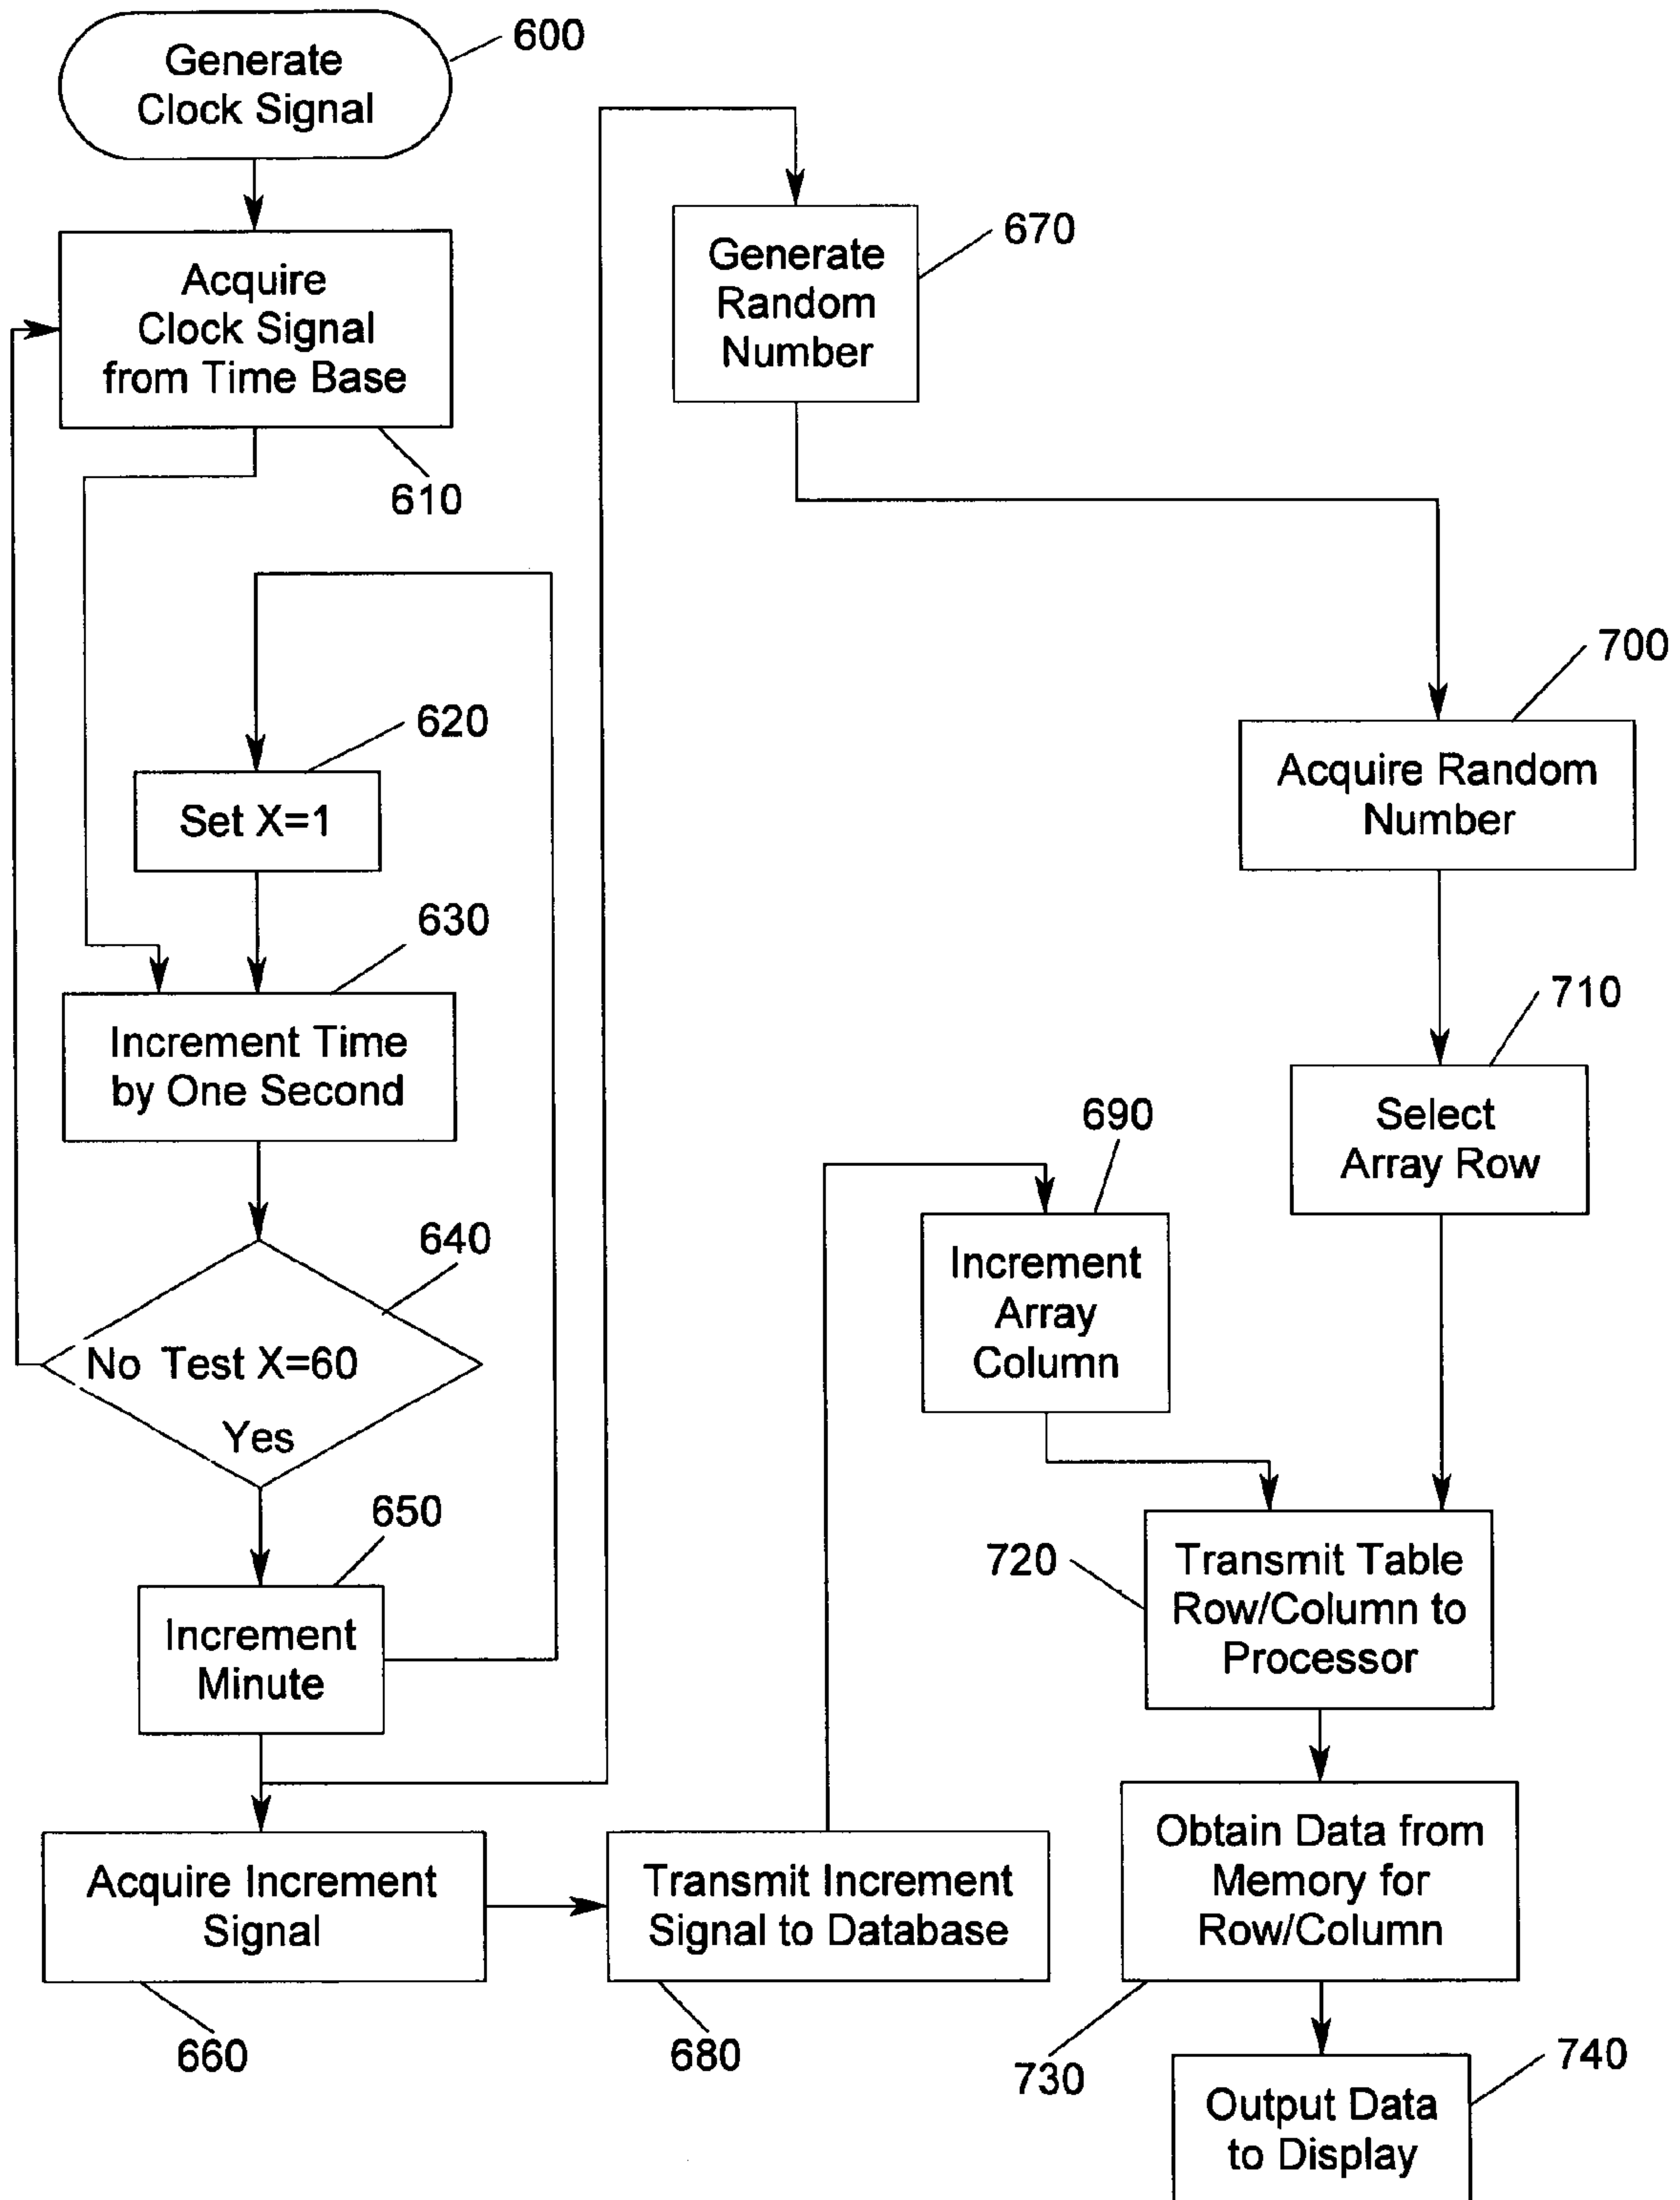 Generate
Clock Signal
600
Acquire
Clock Signal
from Time Base
610
620
Set X=1
630
Increment Time
by One Second
640
No Test X=60
Yes
650
Increment
Minute
Acquire Increment
Signal
660
Generate
Random
Number
670
Transmit Increment
Signal to Database
680
690
Increment
Array
Column
700
Acquire Random
Number
710
Select
Array Row
720
Transmit Table
Row/Column to
Processor
Obtain Data from
Memory for
Row/Column
730
740
Output Data
to Display